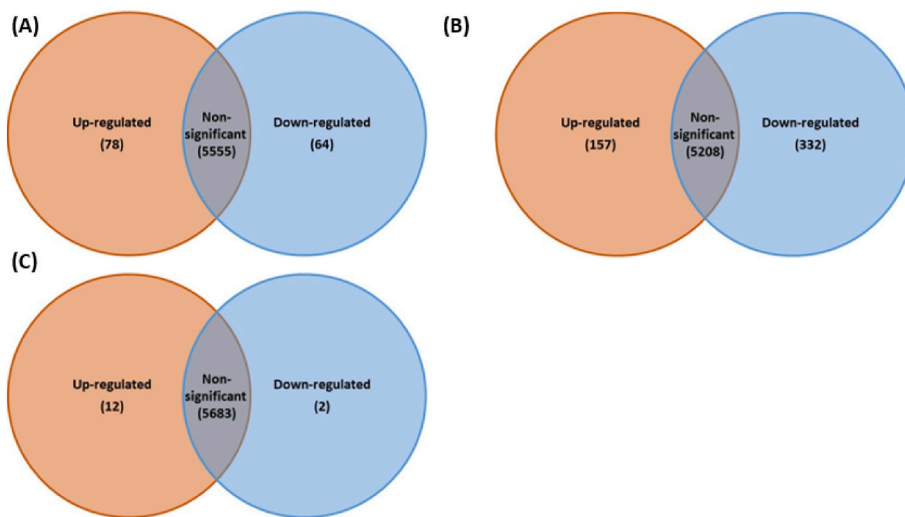 (A)
Up-regulated
(78)
Non-
significant
(5555)
Down-regulated
(64)
(B)
Up-regulated
(157)
Non-
significant
(5208)
Down-regulated
(332)
(C)
Up-regulated
(12)
Non-
significant
(5683)
Down-regulated
(2)